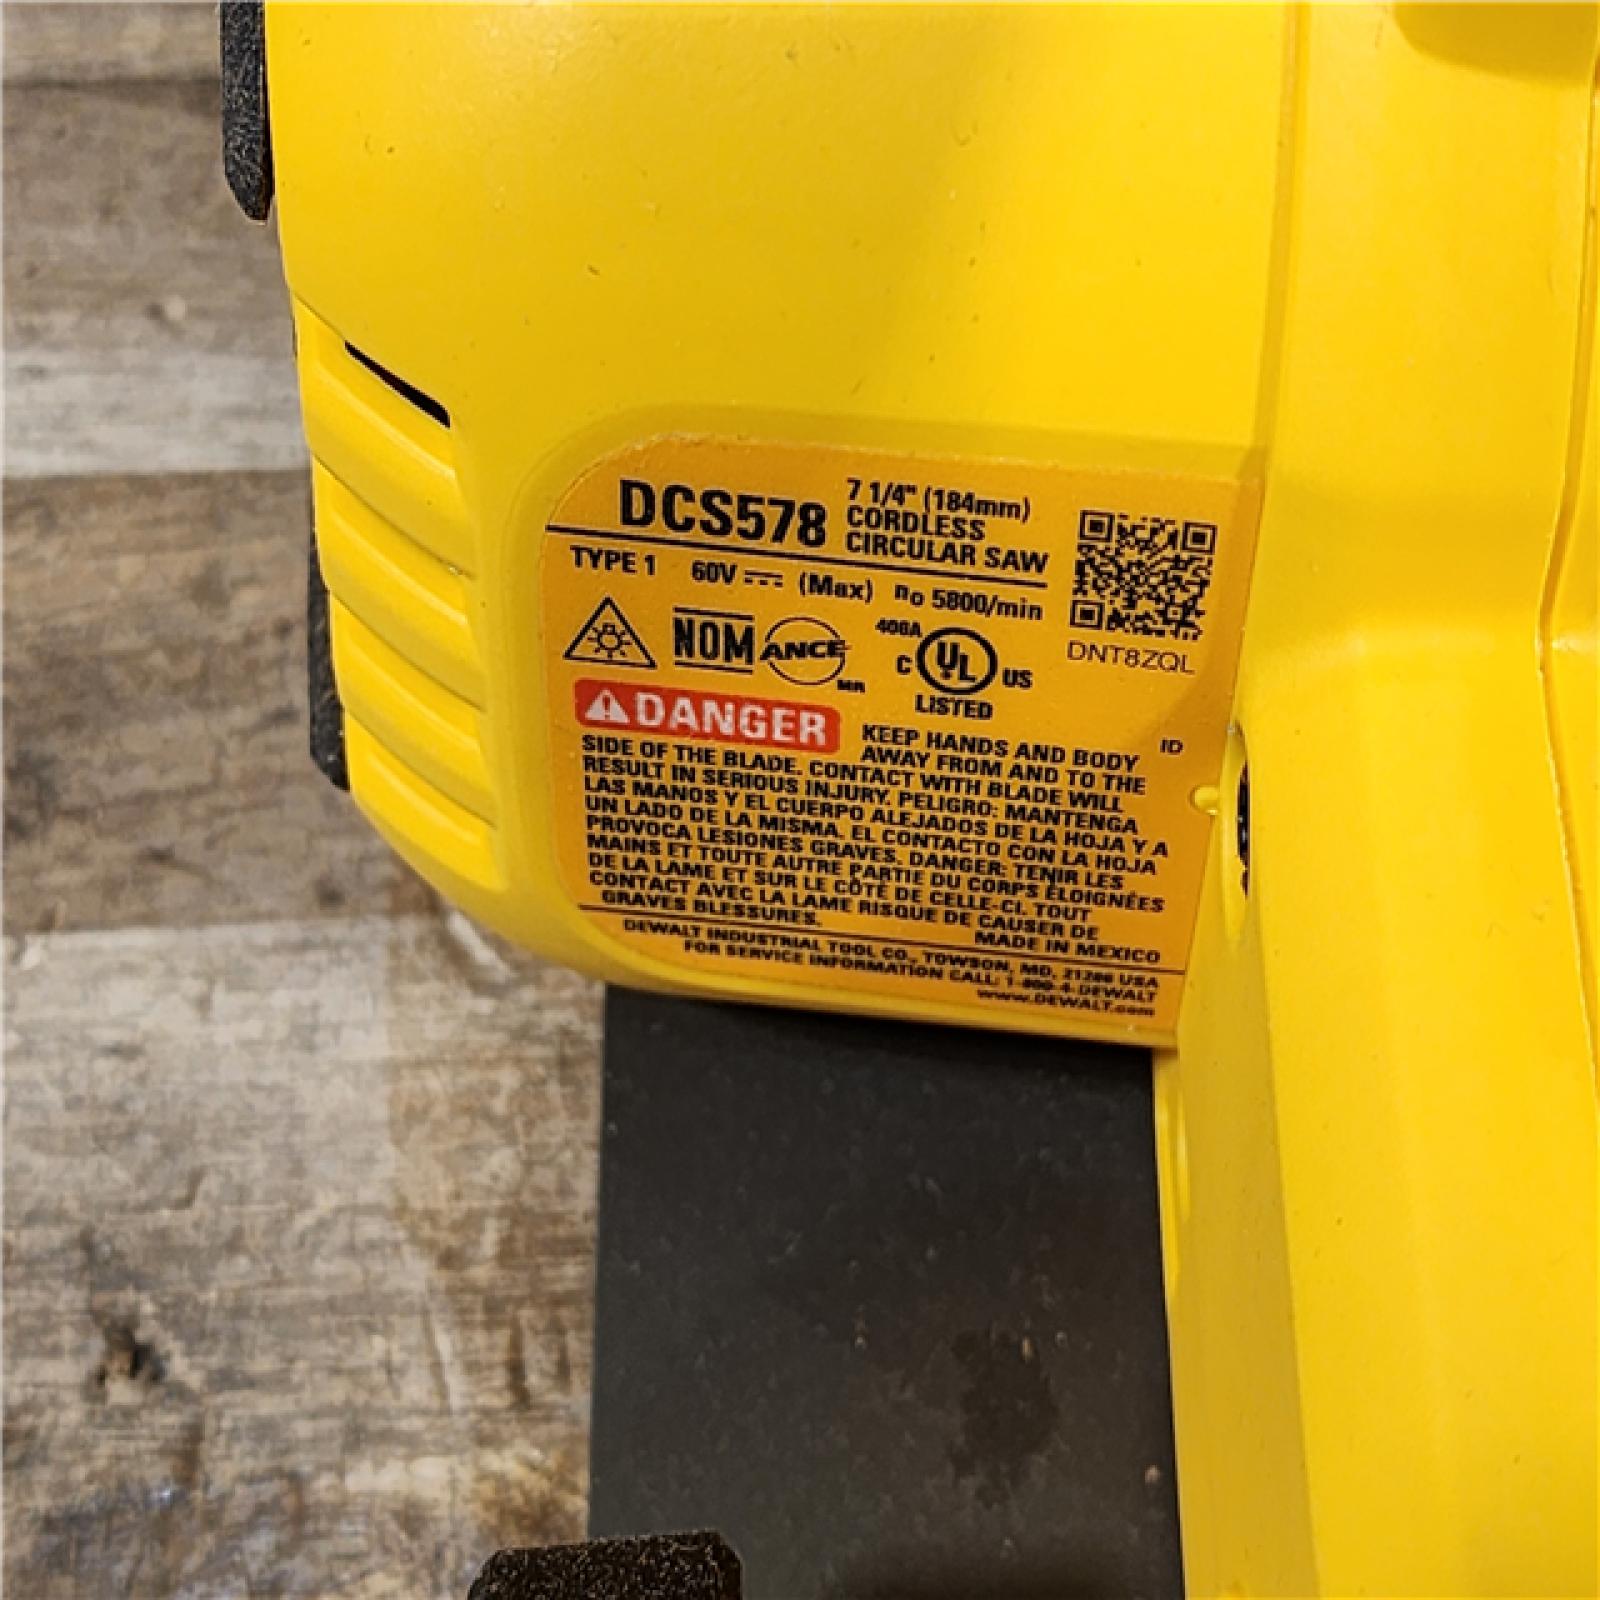 DCS578
7 1/4" (184mm)
CORDLESS
CIRCULAR SAW
TYPE 1 60V (Max) no 5800/min
NOM ANCE MR
406A
C UL US
LISTED
DNT8ZQL
ID
DANGER KEEP HANDS AND BODY
AWAY FROM AND TO THE
SIDE OF THE BLADE. CONTACT WITH BLADE WILL
RESULT IN SERIOUS INJURY. PELIGRO: MANTENGA
LAS MANOS Y EL CUERPO ALEJADOS DE LA HOJA Y A
UN LADO DE LA MISMA. EL CONTACTO CON LA HOJA
PROVOCA LESIONES GRAVES. DANGER: TENIR LES
MAINS ET TOUTE AUTRE PARTIE DU CORPS ÉLOIGNÉES
DE LA LAME ET SUR LE CÔTÉ DE CELLE-CI. TOUT
CONTACT AVEC LA LAME RISQUE DE CAUSER DE
GRAVES BLESSURES. MADE IN MEXICO
DEWALT INDUSTRIAL TOOL CO., TOWSON, MD. 21286 USA
FOR SERVICE INFORMATION CALL: 1-800-4-DEWALT
www.DEWALT.com